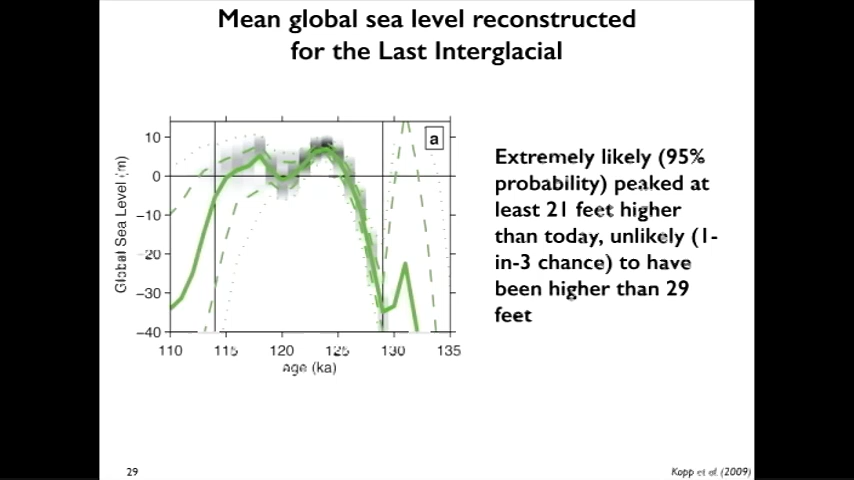 Mean global sea level reconstructed
for the Last Interglacial
a
10
0
-10
-20
-30
-40
Global Sea Level (m)
110 115 120 125 130 135
age (ka)
Extremely likely (95%
probability) peaked at
least 21 feet higher
than today, unlikely (1-
in-3 chance) to have
been higher than 29
feet
29
Kopp et al. (2009)